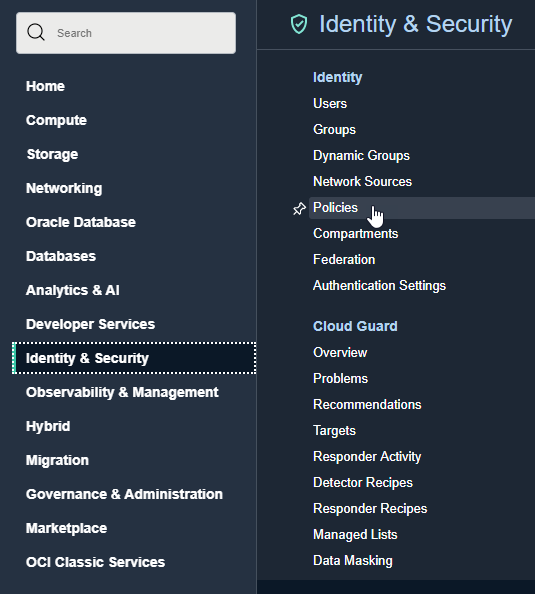 Search
Home
Compute
Storage
Networking
Oracle Database
Databases
Analytics & AI
Developer Services
Identity & Security
Observability & Management
Hybrid
Migration
Governance & Administration
Marketplace
OCI Classic Services
Identity & Security
Identity
Users
Groups
Dynamic Groups
Network Sources
Policies
Compartments
Federation
Authentication Settings
Cloud Guard
Overview
Problems
Recommendations
Targets
Responder Activity
Detector Recipes
Responder Recipes
Managed Lists
Data Masking